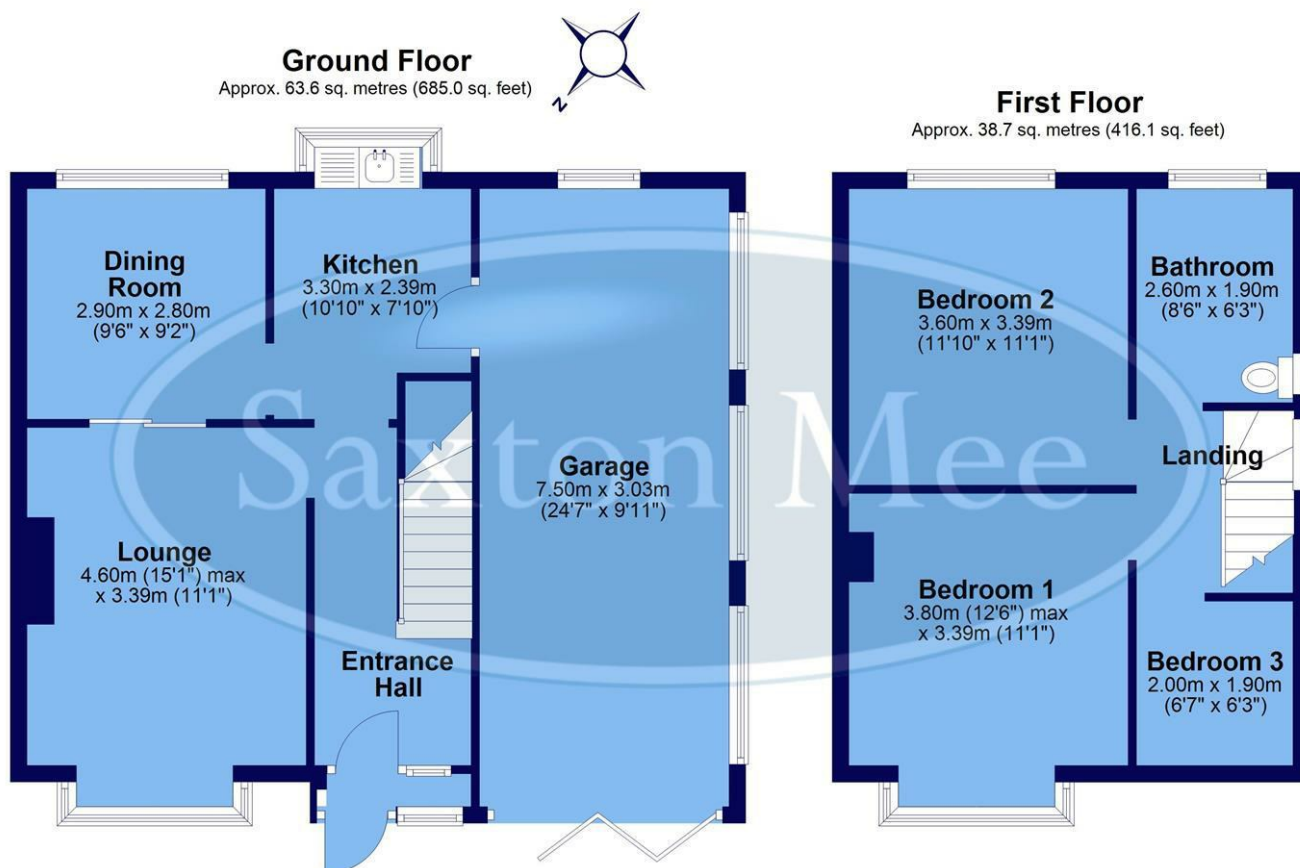 Ground Floor
Approx. 63.6 sq. metres (685.0 sq. feet)
N
First Floor
Approx. 38.7 sq. metres (416.1 sq. feet)
Dining
Room
2.90m x 2.80m
(9'6" x 9'2")
Kitchen
3.30m x 2.39m
(10'10" x 7'10")
Bedroom 2
3.60m x 3.39m
(11'10" x 11'1")
Bathroom
2.60m x 1.90m
(8'6" x 6'3")
Saxton Mee
Landing
Garage
7.50m x 3.03m
(24'7" x 9'11")
Lounge
4.60m (15'1") max
x 3.39m (11'1")
Bedroom 1
3.80m (12'6") max
x 3.39m (11'1")
Entrance
Hall
Bedroom 3
2.00m x 1.90m
(6'7" x 6'3")